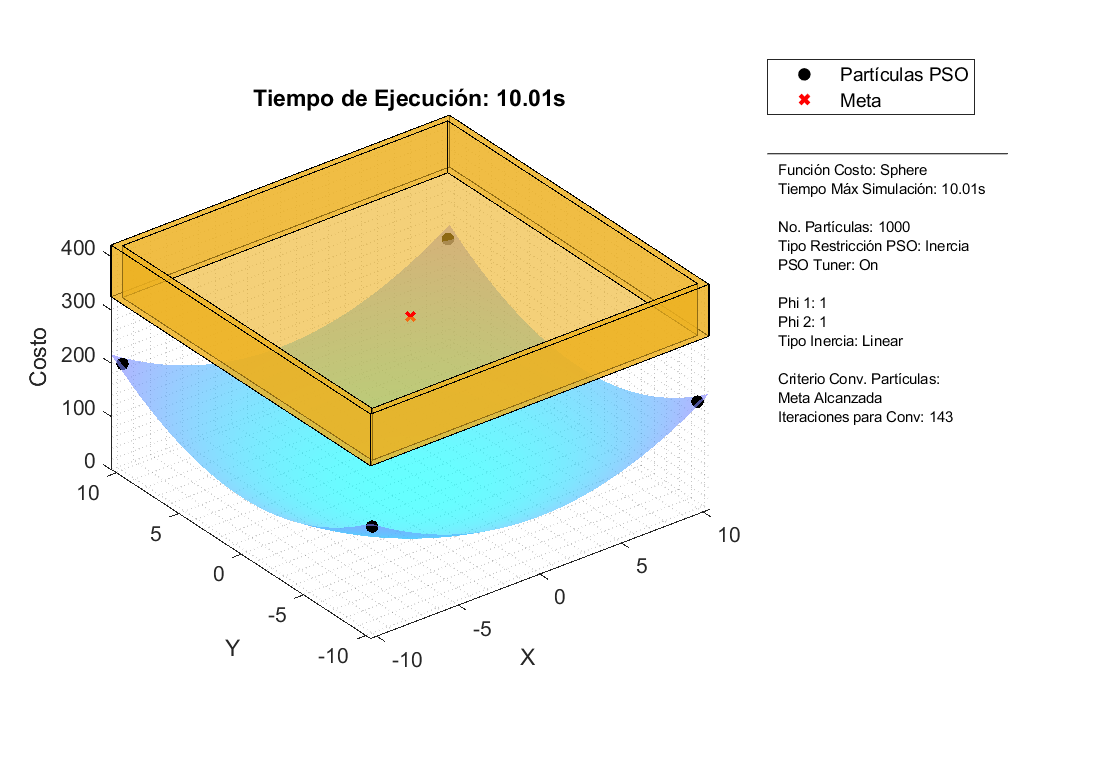 Tiempo de Ejecución: 10.01s
Partículas PSO
Meta
Función Costo: Sphere
Tiempo Máx Simulación: 10.01s
No. Partículas: 1000
Tipo Restricción PSO: Inercia
PSO Tuner: On
Phi 1: 1
Phi 2: 1
Tipo Inercia: Linear
Criterio Conv. Partículas:
Meta Alcanzada
Iteraciones para Conv: 143
Costo
400
300
200
100
0
10
5
0
-5
-10
Y
-10
-5
0
5
10
X